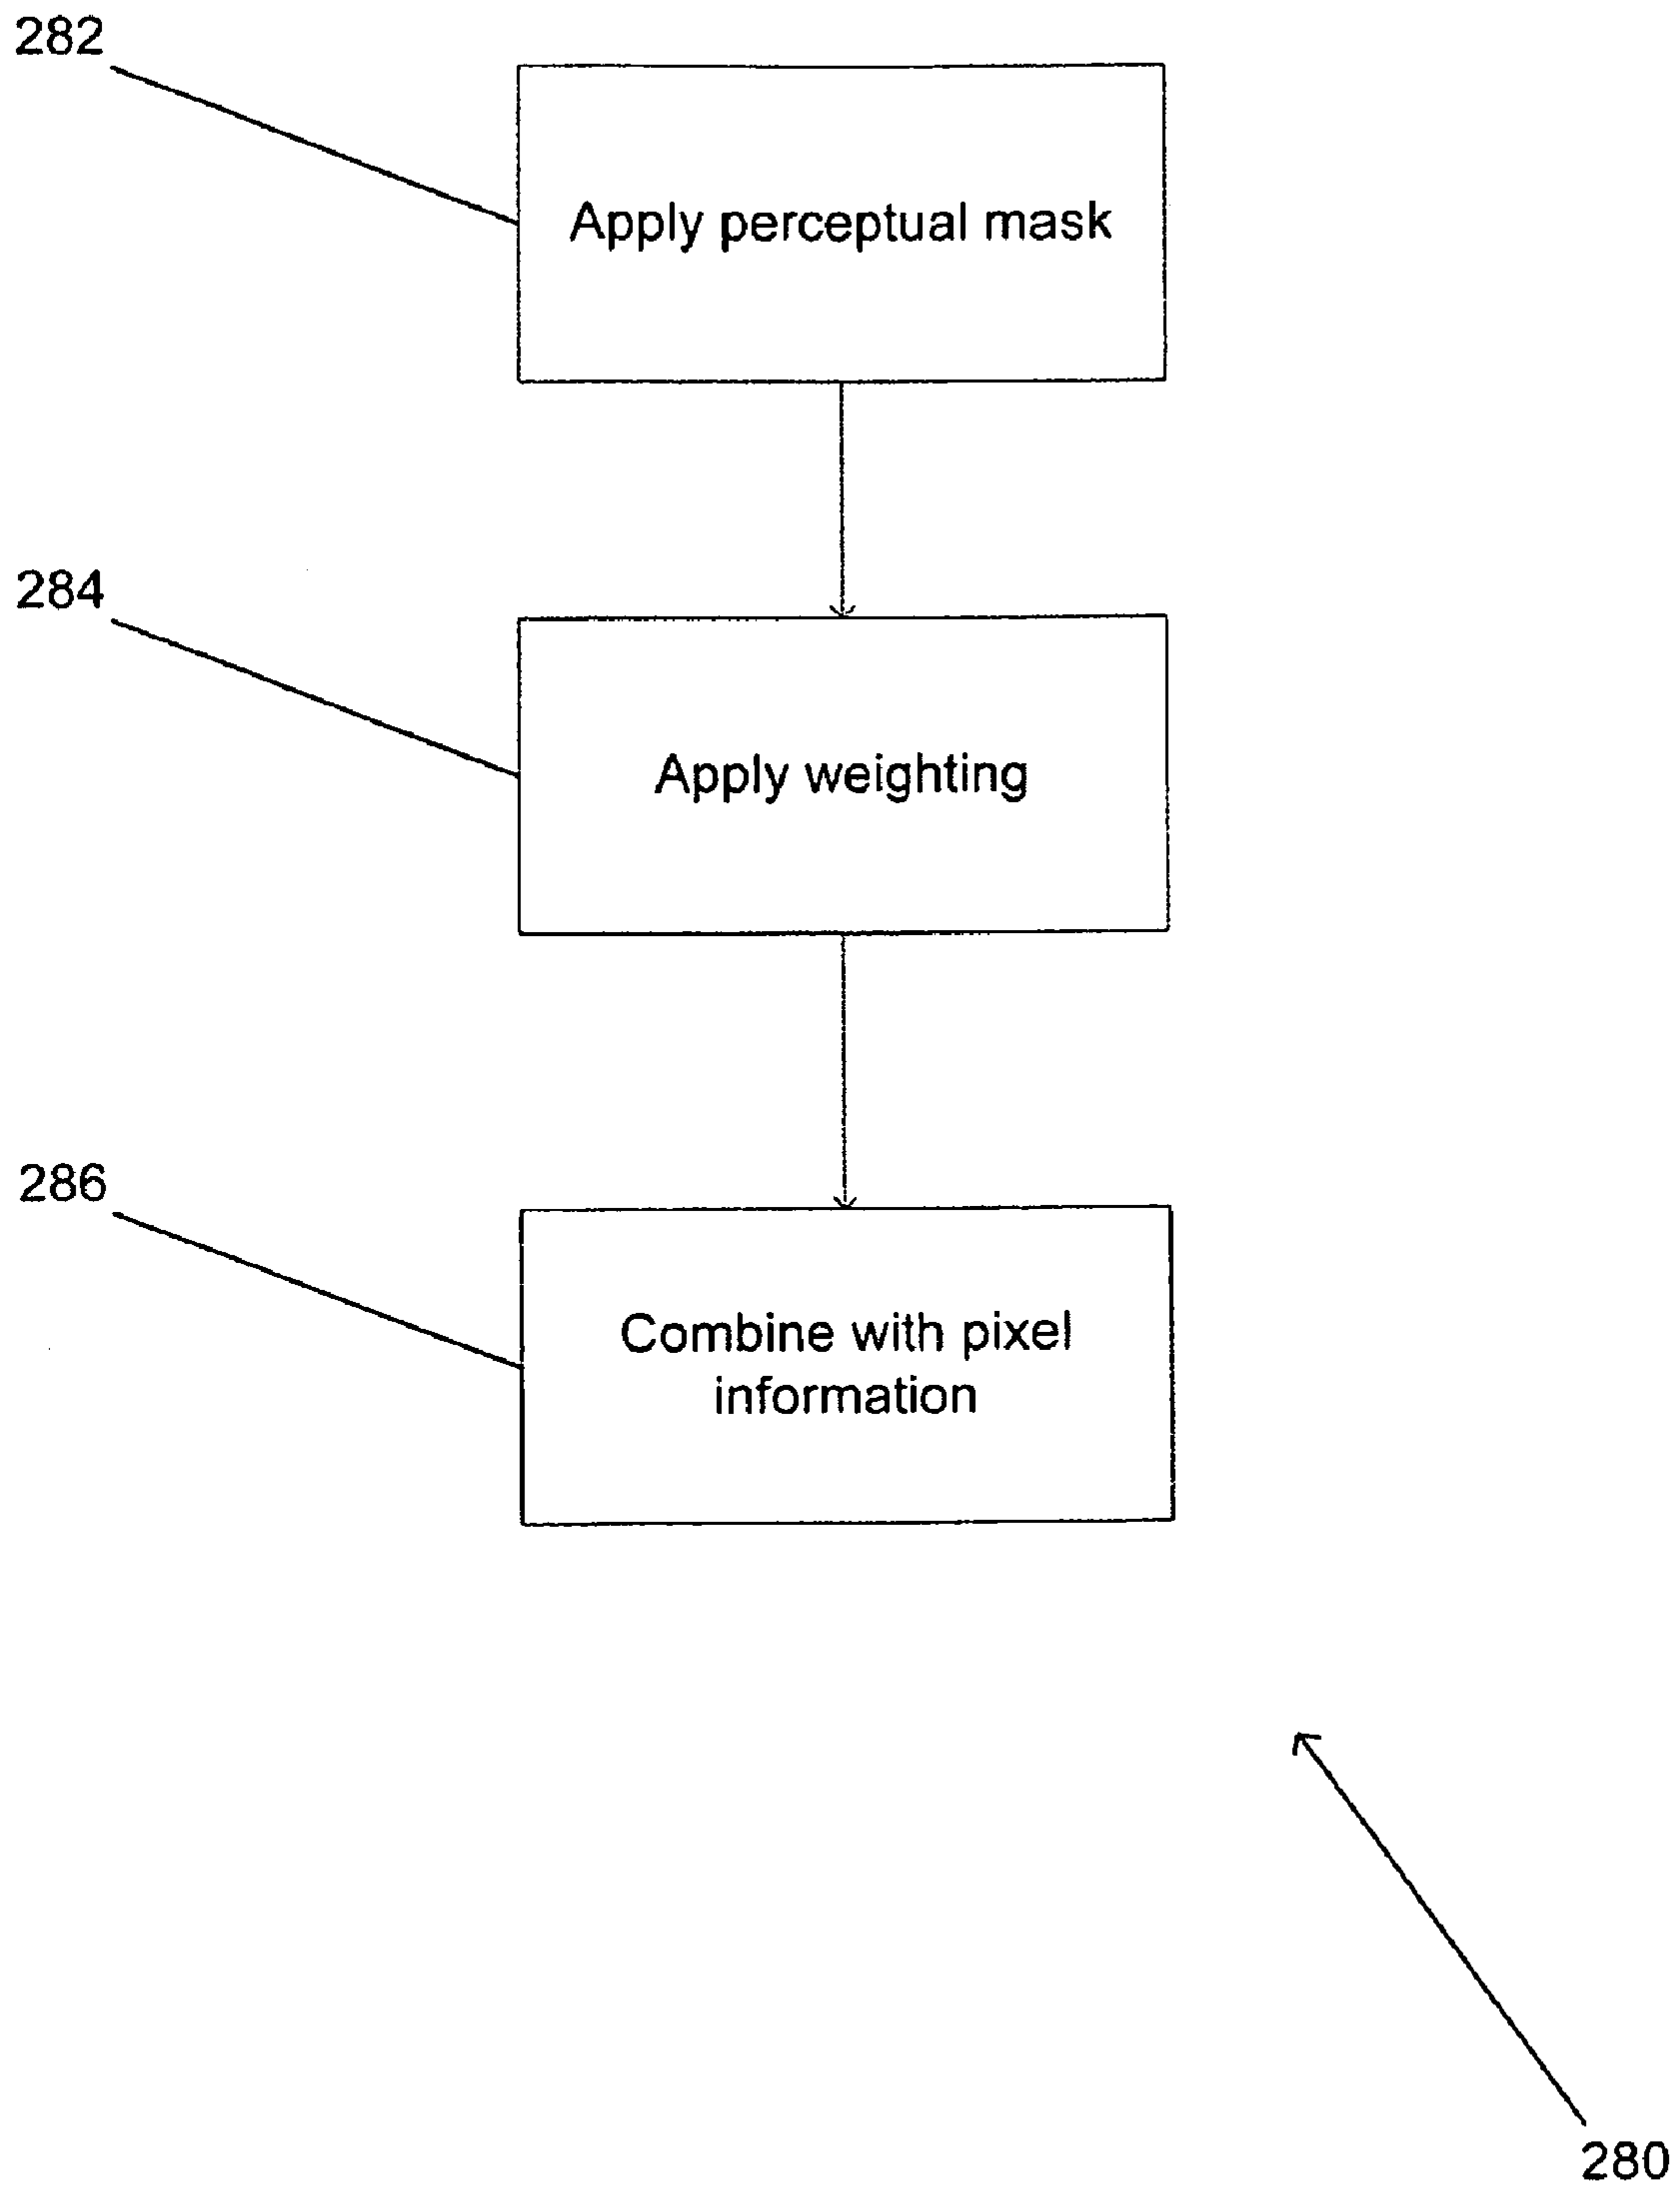 282
Apply perceptual mask
284
Apply weighting
286
Combine with pixel
information
280